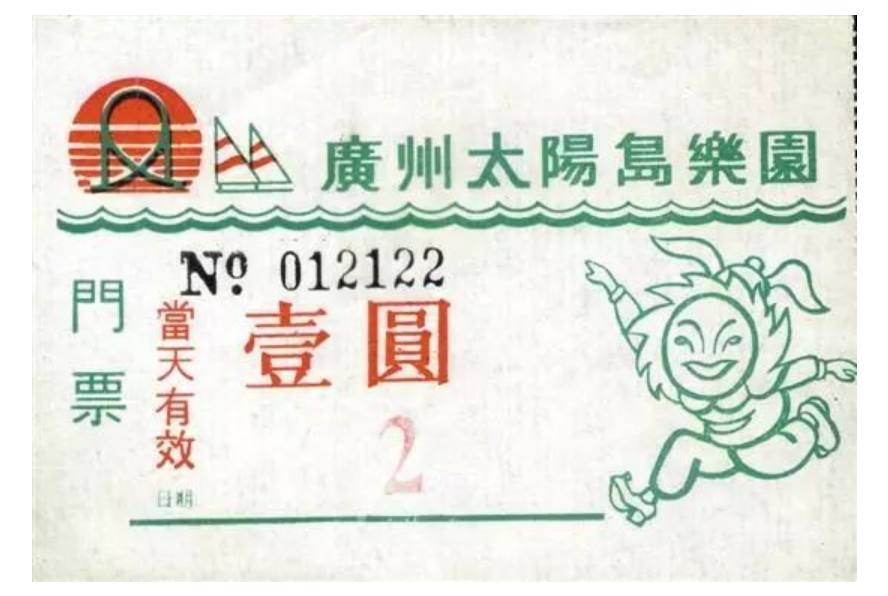 廣州太陽島樂園
№ 012122
門票
當天有效
壹圓
2
日期